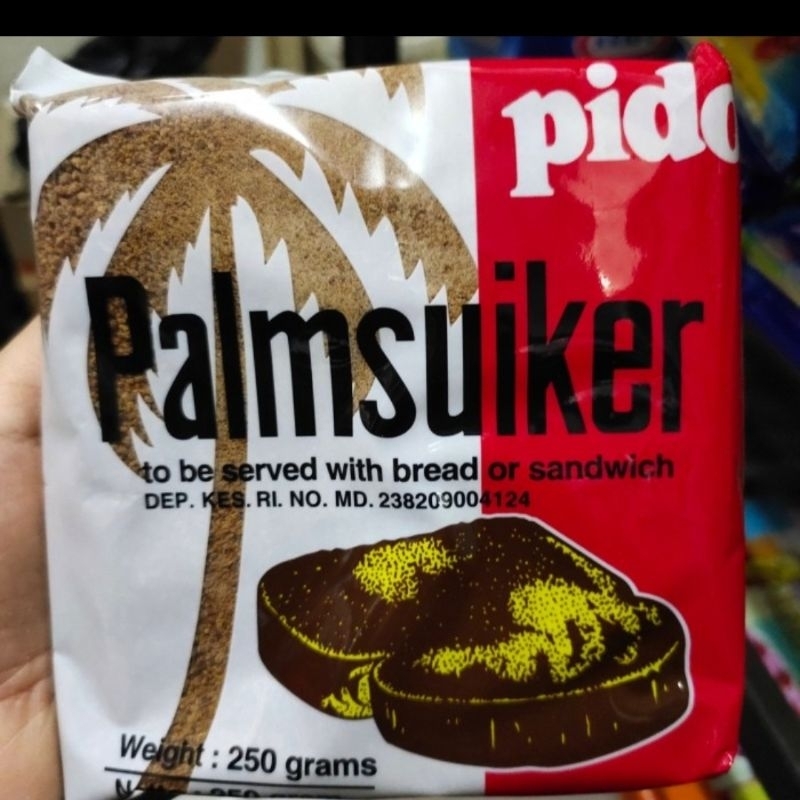 pido
Palmsuiker
to be served with bread or sandwich
DEP. KES. RI. NO. MD. 238209004124
Weight : 250 grams